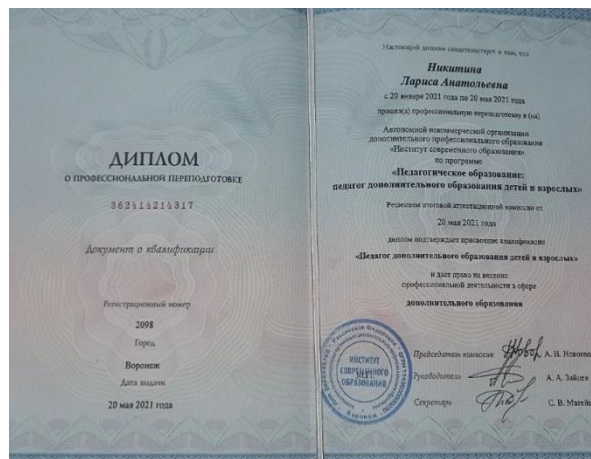 ДИПЛОМ
О ПРОФЕССИОНАЛЬНОЙ ПЕРЕПОДГОТОВКЕ
362414214317
Документ о квалификации
Регистрационный номер
2098
Город
Воронеж
Дата выдачи
20 мая 2021 года
Настоящий диплом свидетельствует о том, что
Никитина
Лариса Анатольевна
с 20 января 2021 года по 20 мая 2021 года
прошел(а) профессиональную переподготовку в (на)
Автономной некоммерческой организации
дополнительного профессионального образования
«Институт современного образования»
по программе
«Педагогическое образование:
педагог дополнительного образования детей и взрослых»
Решением итоговой аттестационной комиссии от
20 мая 2021 года
диплом подтверждает присвоение квалификации
«Педагог дополнительного образования детей и взрослых»
и дает право на ведение
профессиональной деятельности в сфере
дополнительного образования
ИНСТИТУТ
СОВРЕМЕННОГО
ОБРАЗОВАНИЯ
Председатель комиссии
Руководитель
А. А. Зайцев
Секретарь
С. В.